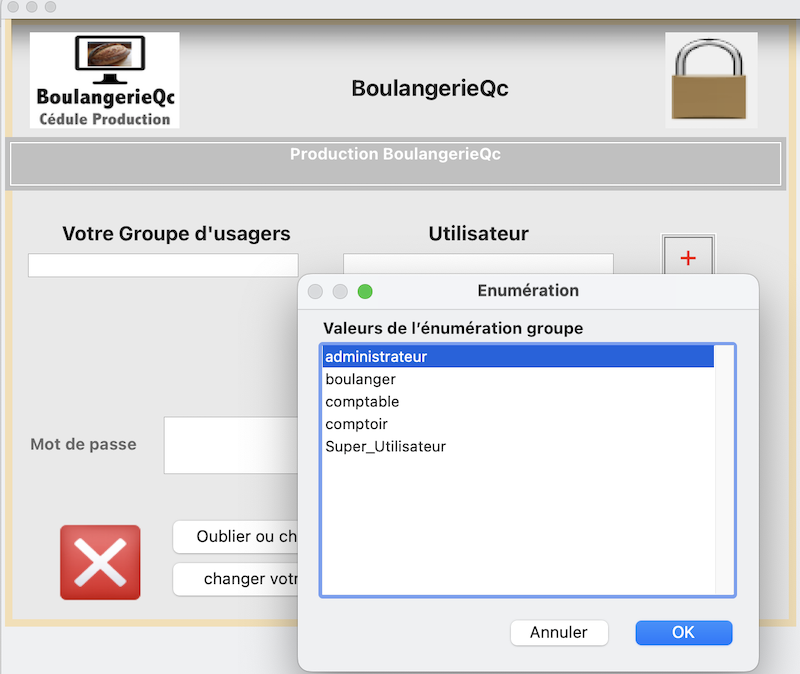 BoulangerieQc
Cédule Production
BoulangerieQc
Production BoulangerieQc
Votre Groupe d'usagers
Utilisateur
+
Enumération
Valeurs de l’énumération groupe
administrateur
boulanger
comptable
comptoir
Super_Utilisateur
Mot de passe
Oublier ou ch
changer votr
Annuler
OK